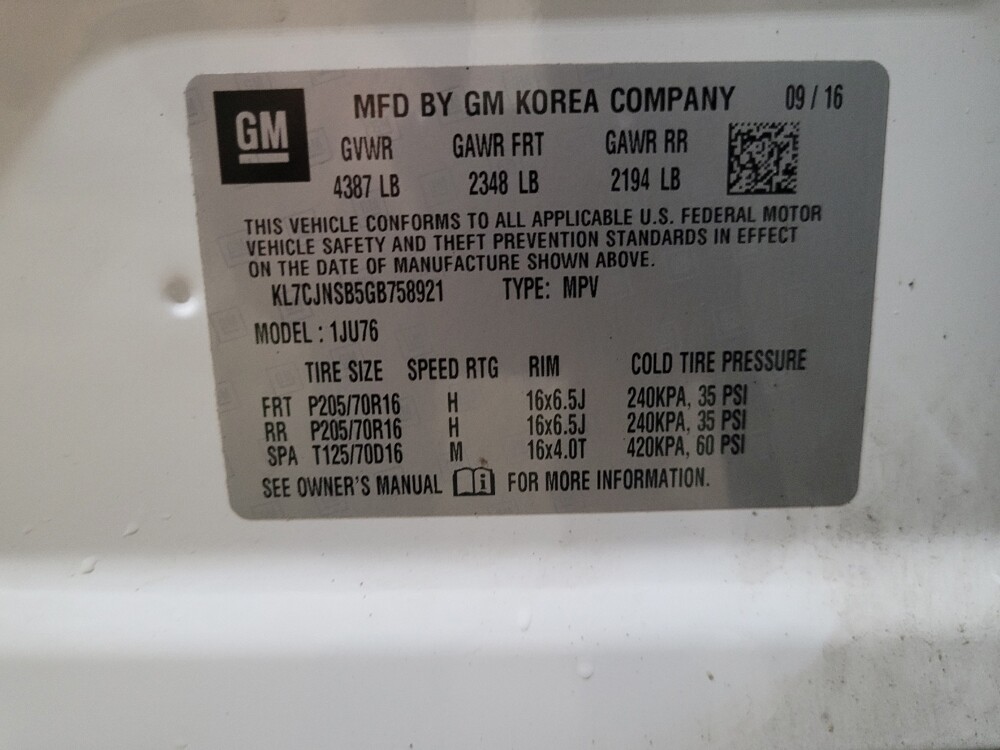 GM
MFD BY GM KOREA COMPANY 09 / 16
GVWR GAWR FRT GAWR RR
4387 LB 2348 LB 2194 LB
THIS VEHICLE CONFORMS TO ALL APPLICABLE U.S. FEDERAL MOTOR
VEHICLE SAFETY AND THEFT PREVENTION STANDARDS IN EFFECT
ON THE DATE OF MANUFACTURE SHOWN ABOVE.
KL7CJNSB5GB758921 TYPE: MPV
MODEL : 1JU76
TIRE SIZE SPEED RTG RIM COLD TIRE PRESSURE
FRT P205/70R16 H 16x6.5J 240KPA, 35 PSI
RR P205/70R16 H 16x6.5J 240KPA, 35 PSI
SPA T125/70D16 M 16x4.0T 420KPA, 60 PSI
SEE OWNER'S MANUAL i FOR MORE INFORMATION.